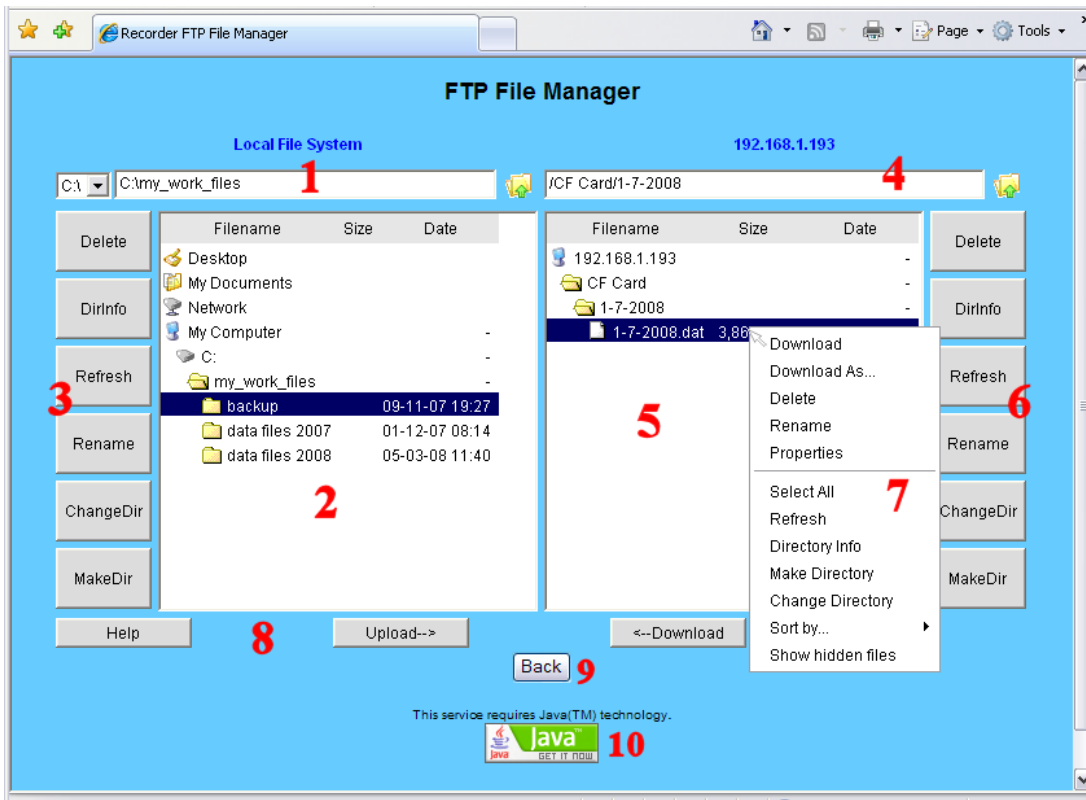 Recorder FTP File Manager
Page
Tools
FTP File Manager
Local File System
192.168.1.193
1
4
C:\
C:\my_work_files
/CF Card/1-7-2008
Delete
DirInfo
Refresh
3
Rename
ChangeDir
MakeDir
Filename Size Date
Desktop
My Documents
Network
My Computer -
C: -
my_work_files -
backup 09-11-07 19:27
data files 2007 01-12-07 08:14
data files 2008 05-03-08 11:40
2
Filename Size Date
192.168.1.193 -
CF Card -
1-7-2008 -
1-7-2008.dat 3,86
5
Download
Download As...
Delete
Rename
Properties
Select All
7
Refresh
Directory Info
Make Directory
Change Directory
Sort by...
Show hidden files
Delete
DirInfo
Refresh
6
Rename
ChangeDir
MakeDir
Help
8
Upload-->
<--Download
Back
9
This service requires Java(TM) technology.
Java
Java™
GET IT NOW
10